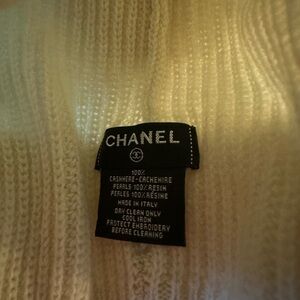 CHANEL
100%
CASHMERE-CACHEMIRE
PEARLS 100% RESIN
PERLES 100% RÉSINE
MADE IN ITALY
DRY CLEAN ONLY
COOL IRON
PROTECT EMBROIDERY
BEFORE CLEANING